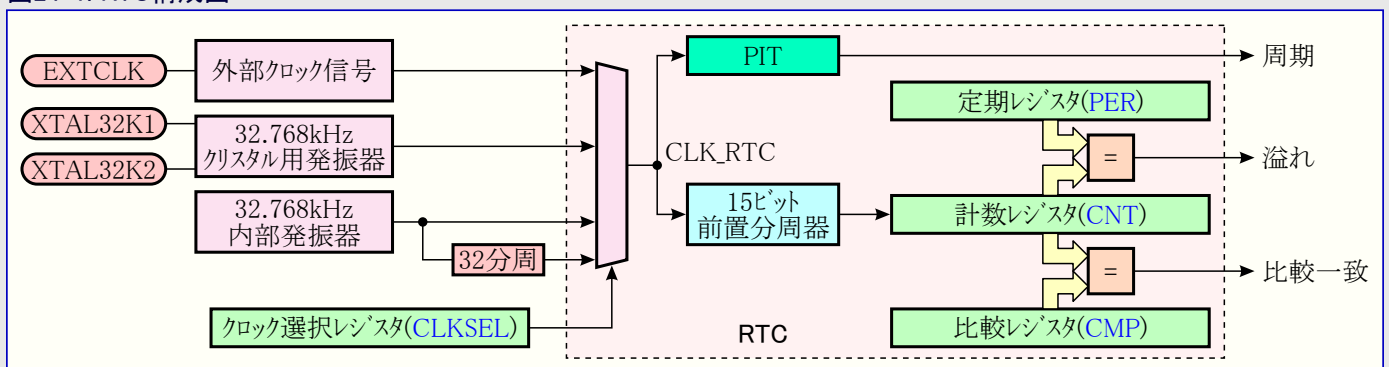 EXTCLK
外部クロック信号
XTAL32K1
XTAL32K2
32.768kHz
クリスタル用発振器
32.768kHz
内部発振器
32分周
クロック選択レジスタ(CLKSEL)
CLK_RTC
PIT
15ビット
前置分周器
定期レジスタ(PER)
=
計数レジスタ(CNT)
=
比較レジスタ(CMP)
RTC
周期
溢れ
比較一致